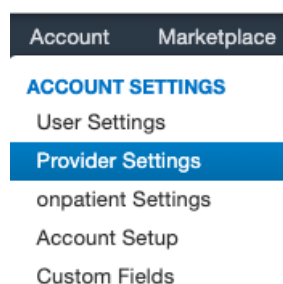 Account Marketplace
ACCOUNT SETTINGS
User Settings
Provider Settings
onpatient Settings
Account Setup
Custom Fields